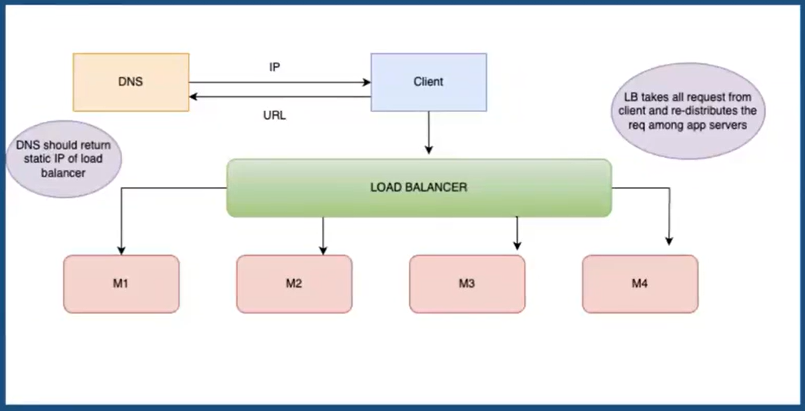 DNS
IP
Client
URL
LB takes all request from
client and re-distributes the
req among app servers
DNS should return
static IP of load
balancer
LOAD BALANCER
M1
M2
M3
M4